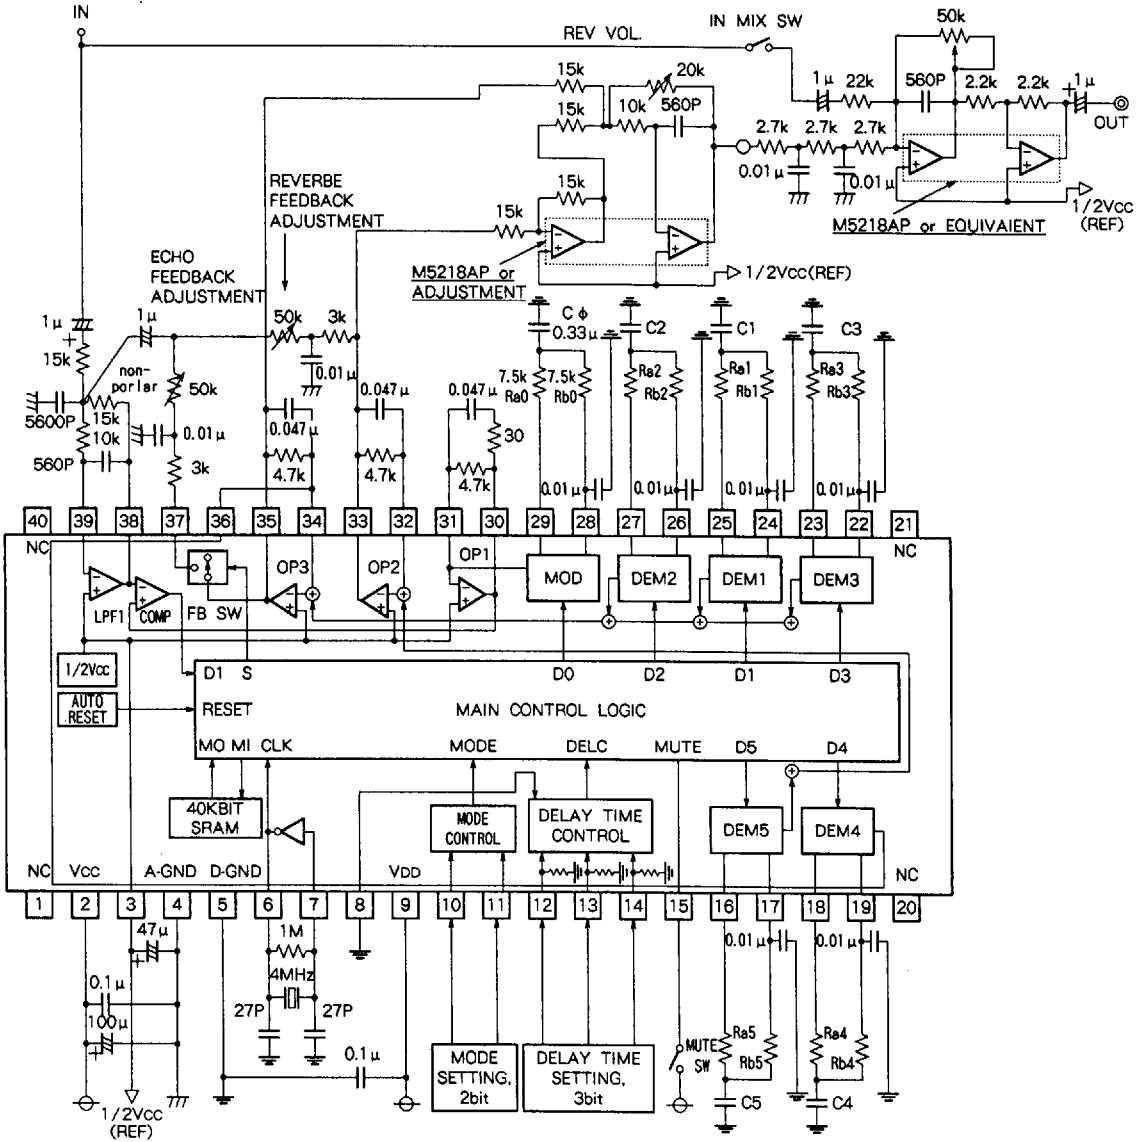 IN
REV VOL.
IN MIX SW
50k
15k
20k
1μ
22k
560P
2.2k
2.2k
1μ
+
OUT
15k
10k
560P
2.7k
2.7k
2.7k
0.01μ
0.01μ
M5218AP or EQUIVAIENT
1/2Vcc
(REF)
REVERBE
FEEDBACK
ADJUSTMENT
15k
15k
M5218AP or
ADJUSTMENT
1/2Vcc(REF)
ECHO
FEEDBACK
ADJUSTMENT
1μ
1μ
+
15k
non-
porlar
50k
50k
3k
0.01μ
5600P
15k
10k
560P
0.01μ
3k
0.047μ
4.7k
0.047μ
4.7k
0.047μ
30
4.7k
Cφ
0.33μ
7.5k
Ra0
7.5k
Rb0
0.01μ
C2
Ra2
Rb2
0.01μ
C1
Ra1
Rb1
0.01μ
C3
Ra3
Rb3
0.01μ
40 39 38 37 36 35 34 33 32 31 30 29 28 27 26 25 24 23 22 21
NC
NC
LPF1
COMP
FB SW
OP3
OP2
OP1
MOD
DEM2
DEM1
DEM3
1/2Vcc
AUTO
RESET
D1 S D0 D2 D1 D3
RESET
MAIN CONTROL LOGIC
MO MI CLK MODE DELC MUTE D5 D4
40KBIT
SRAM
MODE
CONTROL
DELAY TIME
CONTROL
DEM5
DEM4
NC Vcc A-GND D-GND VDD NC
1 2 3 4 5 6 7 8 9 10 11 12 13 14 15 16 17 18 19 20
47μ
+
0.1μ
100μ
+
1/2Vcc
(REF)
1M
4MHz
27P
27P
0.1μ
MODE
SETTING,
2bit
DELAY TIME
SETTING,
3bit
MUTE
SW
0.01μ
Ra5
Rb5
C5
0.01μ
Ra4
Rb4
C4